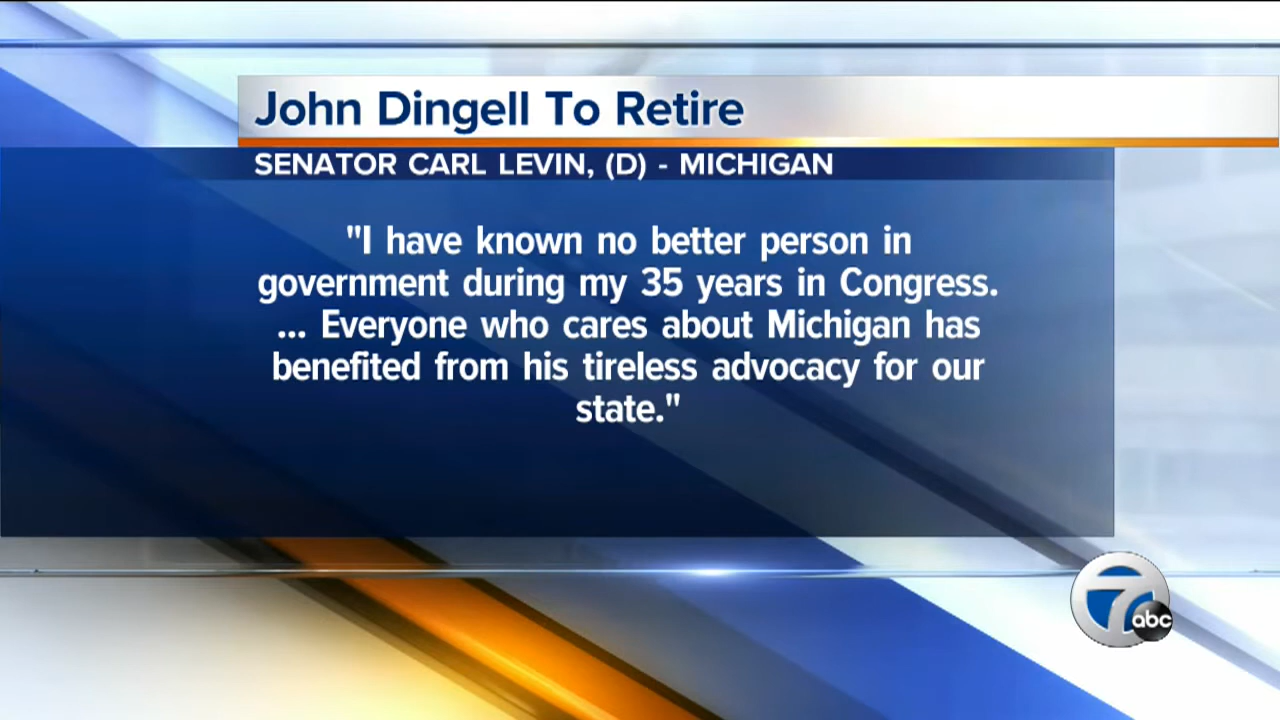 John Dingell To Retire
SENATOR CARL LEVIN, (D) - MICHIGAN
"I have known no better person in
government during my 35 years in Congress.
... Everyone who cares about Michigan has
benefited from his tireless advocacy for our
state."
7 abc